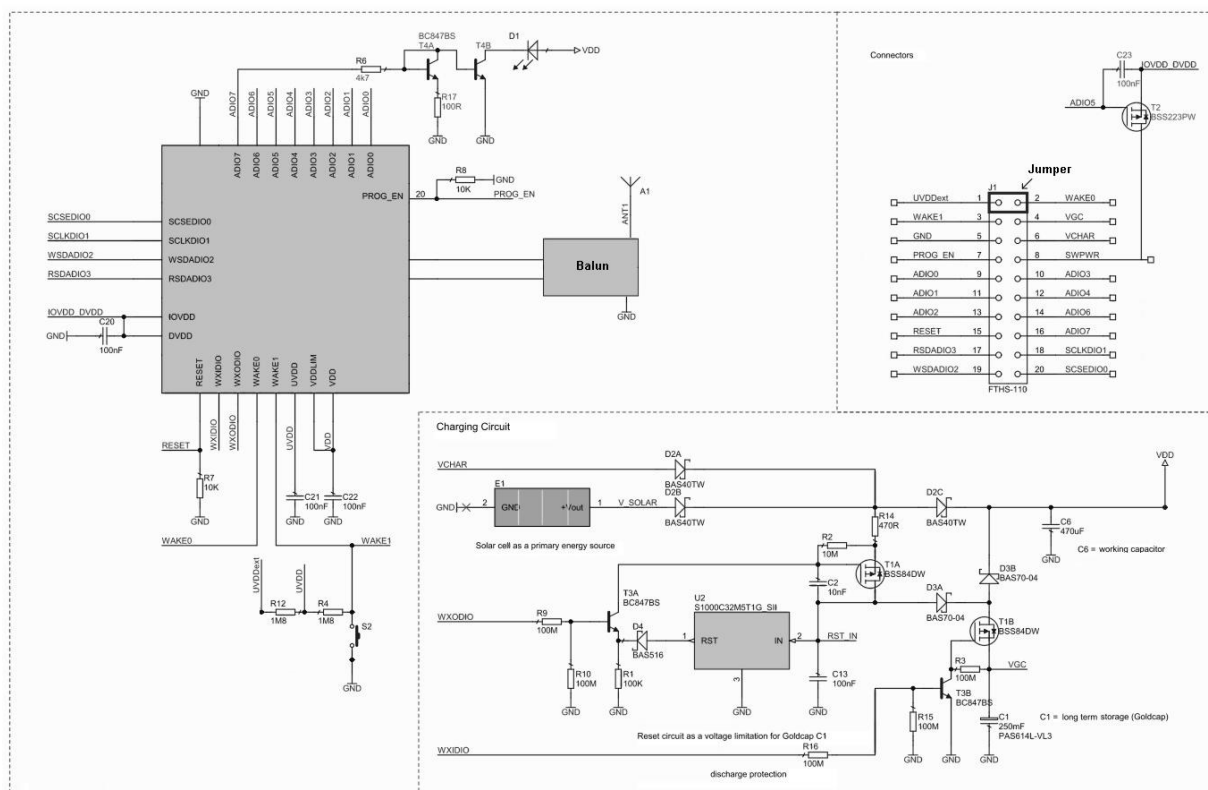 BC847BS
T4A
T4B
D1
VDD
R6
4k7
R17
100R
GND
GND
GND
ADIO7
ADIO6
ADIO5
ADIO4
ADIO3
ADIO2
ADIO1
ADIO0
ADIO7
ADIO6
ADIO5
ADIO4
ADIO3
ADIO2
ADIO1
ADIO0
R8
10K
GND
PROG_EN
20
PROG_EN
A1
ANT1
SCSEDIO0
SCLKDIO1
WSDADIO2
RSDADIO3
SCSEDIO0
SCLKDIO1
WSDADIO2
RSDADIO3
Balun
GND
IOVDD_DVDD
C20
GND
100nF
IOVDD
DVDD
RESET
WXIDIO
WXODIO
WAKE0
WAKE1
UVDD
VDDLIM
VDD
RESET
WXIDIO
WXODIO
UVDD
VDD
R7
10K
GND
C21
100nF
GND
C22
100nF
GND
WAKE0
WAKE1
UVDDext
UVDD
R12
1M8
R4
1M8
S2
GND
Connectors
C23
100nF
IOVDD_DVDD
ADIO5
T2
BSS223PW
Jumper
J1
UVDDext 1 2 WAKE0
WAKE1 3 4 VGC
GND 5 6 VCHAR
PROG_EN 7 8 SWPWR
ADIO0 9 10 ADIO3
ADIO1 11 12 ADIO4
ADIO2 13 14 ADIO6
RESET 15 16 ADIO7
RSDADIO3 17 18 SCLKDIO1
WSDADIO2 19 20 SCSEDIO0
FTHS-110
Charging Circuit
VCHAR
D2A
BAS40TW
VDD
E1
GND 2 GND +Vout 1 V_SOLAR
D2B
BAS40TW
D2C
BAS40TW
R14
470R
C6
470uF
GND
Solar cell as a primary energy source
C6 = working capacitor
R2
10M
T1A
BSS84DW
C2
10nF
D3B
BAS70-04
D3A
BAS70-04
T3A
BC847BS
U2
S1000C32M5T1G_SII
WXODIO
R9
100M
D4
BAS516
1 RST IN 2 RST_IN
3
GND
T1B
BSS84DW
R10
100M
GND
R1
100K
GND
C13
100nF
GND
R3
100M
VGC
T3B
BC847BS
R15
100M
GND
GND
C1
250mF
PAS614L-VL3
GND
C1 = long term storage (Goldcap)
Reset circuit as a voltage limitation for Goldcap C1
WXIDIO
R16
100M
discharge protection